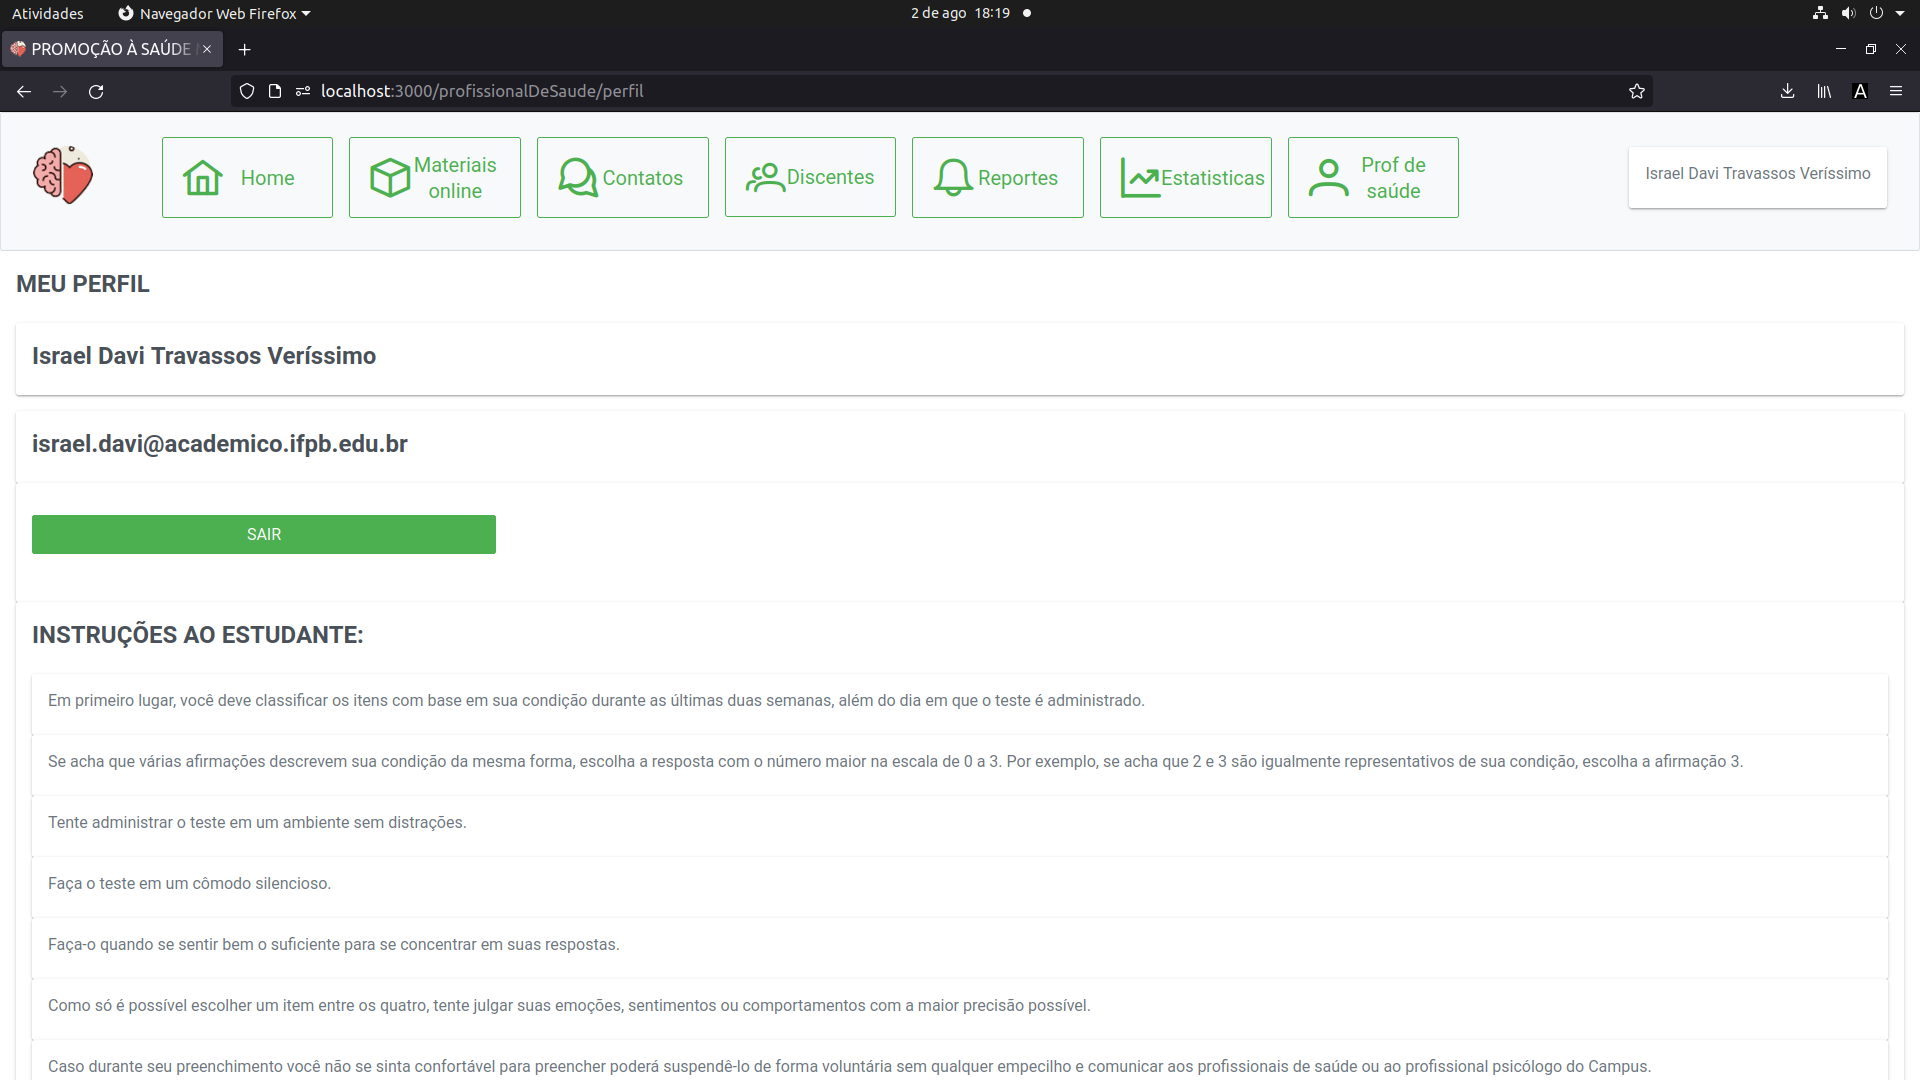 Atividades
Navegador Web Firefox
2 de ago 18:19
PROMOÇÃO À SAÚDE
localhost:3000/profissionalDeSaude/perfil
A
Home
Materiais
online
Contatos
Discentes
Reportes
Estatisticas
Prof de
saúde
Israel Davi Travassos Veríssimo
MEU PERFIL
Israel Davi Travassos Veríssimo
israel.davi@academico.ifpb.edu.br
SAIR
INSTRUÇÕES AO ESTUDANTE:
Em primeiro lugar, você deve classificar os itens com base em sua condição durante as últimas duas semanas, além do dia em que o teste é administrado.
Se acha que várias afirmações descrevem sua condição da mesma forma, escolha a resposta com o número maior na escala de 0 a 3. Por exemplo, se acha que 2 e 3 são igualmente representativos de sua condição, escolha a afirmação 3.
Tente administrar o teste em um ambiente sem distrações.
Faça o teste em um cômodo silencioso.
Faça-o quando se sentir bem o suficiente para se concentrar em suas respostas.
Como só é possível escolher um item entre os quatro, tente julgar suas emoções, sentimentos ou comportamentos com a maior precisão possível.
Caso durante seu preenchimento você não se sinta confortável para preencher poderá suspendê-lo de forma voluntária sem qualquer empecilho e comunicar aos profissionais de saúde ou ao profissional psicólogo do Campus.